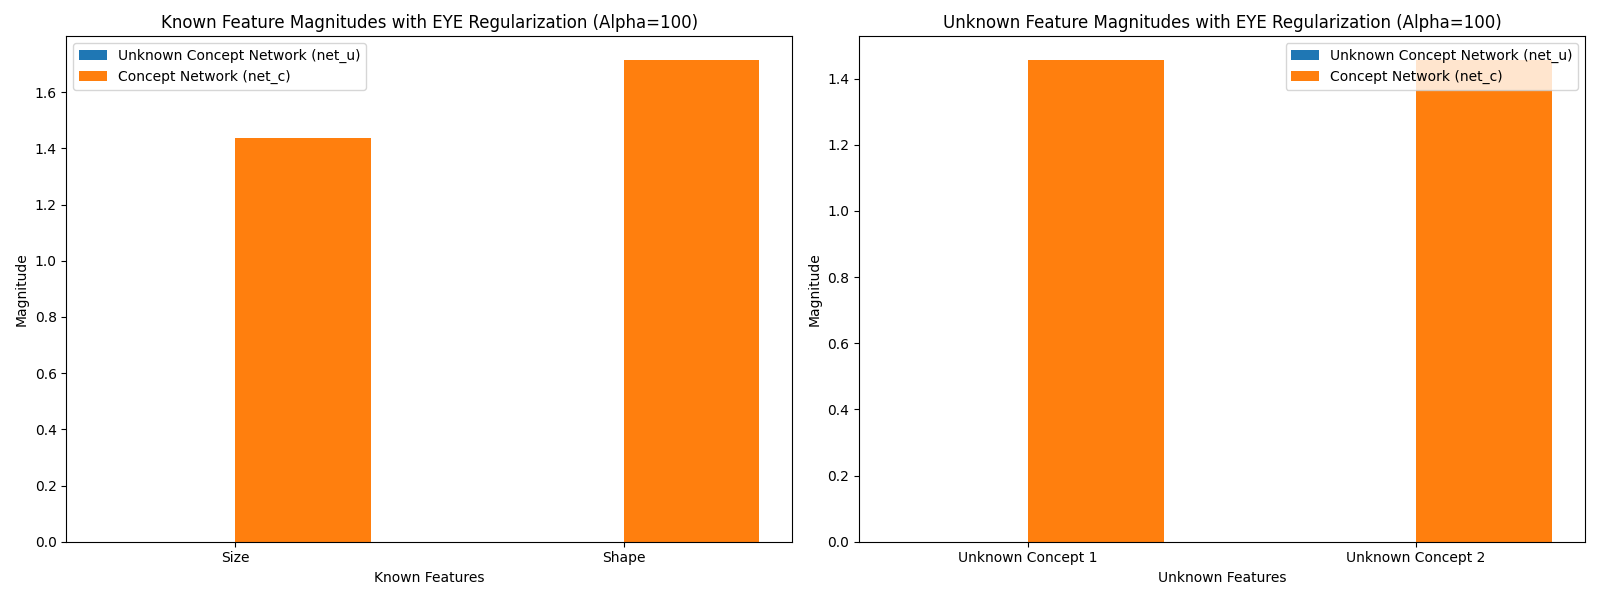 Known Feature Magnitudes with EYE Regularization (Alpha=100)
Unknown Concept Network (net_u)
Concept Network (net_c)
Magnitude
1.6
1.4
1.2
1.0
0.8
0.6
0.4
0.2
0.0
Size
Shape
Known Features
Unknown Feature Magnitudes with EYE Regularization (Alpha=100)
Unknown Concept Network (net_u)
Concept Network (net_c)
Magnitude
1.4
1.2
1.0
0.8
0.6
0.4
0.2
0.0
Unknown Concept 1
Unknown Concept 2
Unknown Features